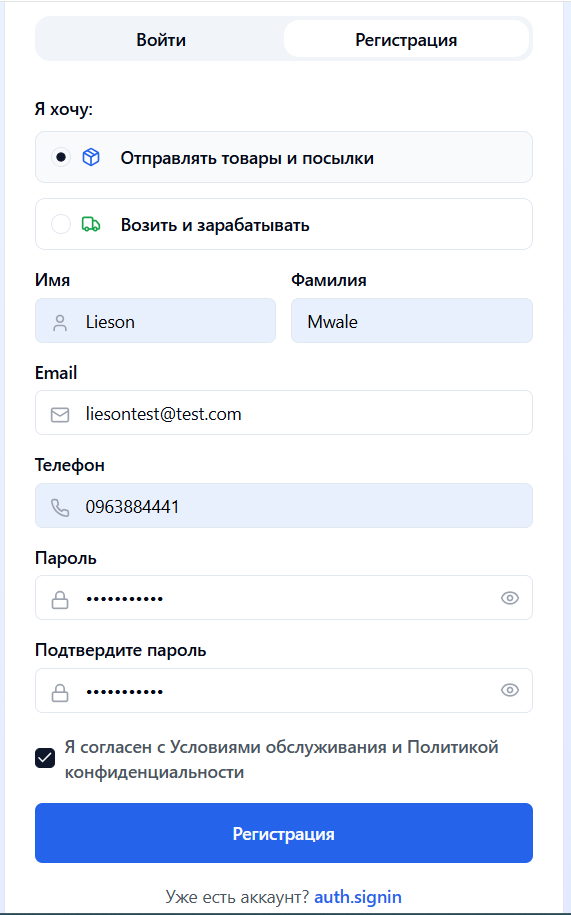 Войти
Регистрация
Я хочу:
Отправлять товары и посылки
Возить и зарабатывать
Имя
Фамилия
Lieson
Mwale
Email
liesontest@test.com
Телефон
0963884441
Пароль
•••••••••••
Подтвердите пароль
•••••••••••
Я согласен с Условиями обслуживания и Политикой
конфиденциальности
Регистрация
Уже есть аккаунт? auth.signin